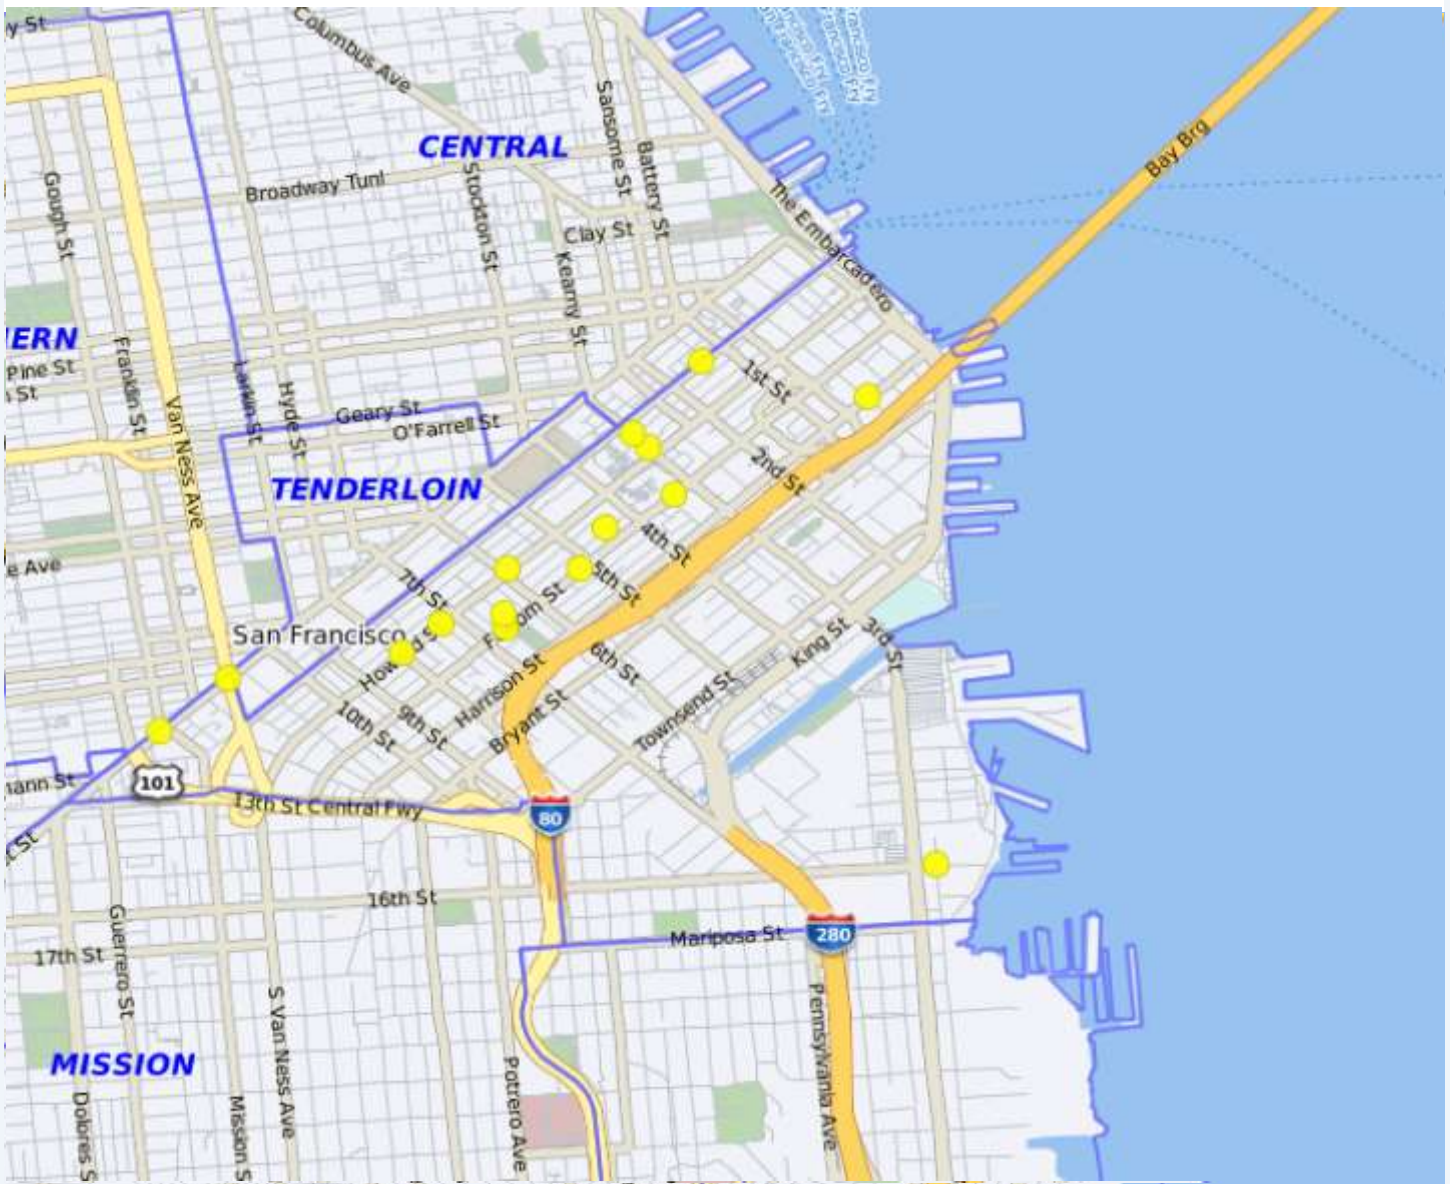 y St
Columbus Ave
Sansome St
Battery St
CENTRAL
Bay Brg
Gough St
Broadway Tunl
Stockton St
The Embarcadero
Clay St
Kearny St
ERN
Pine St
St
Franklin St
Larkin St
Hyde St
1st St
Van Ness Ave
Geary St
O'Farrell St
TENDERLOIN
2nd St
4th St
e Ave
7th St
5th St
San Francisco
6th St
King St
3rd St
Harrison St
10th St
9th St
Bryant St
Townsend St
101
13th St Central Fwy
80
16th St
280
Mariposa St
17th St
Guerrero St
S Van Ness Ave
Pennsylvania Ave
MISSION
Potrero Ave
Dolores S
Mission S